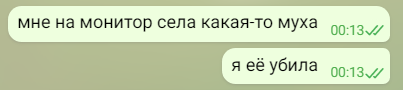 мне на монитор села какая-то муха 00:13
я её убила 00:13